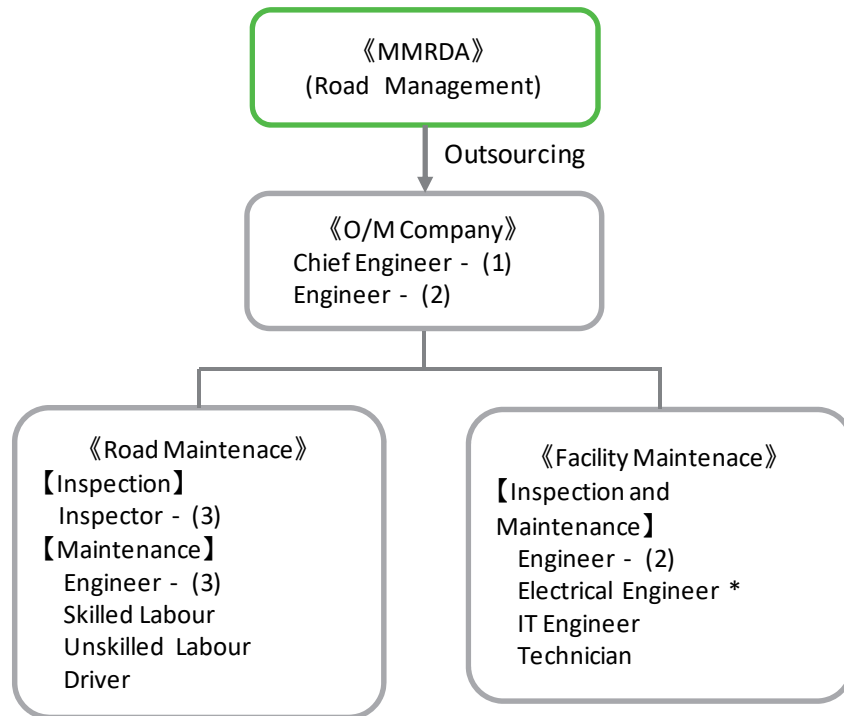 《MMRDA》
(Road Management)
Outsourcing
《O/M Company》
Chief Engineer - (1)
Engineer - (2)
《Road Maintenace》
【Inspection】
Inspector - (3)
【Maintenance】
Engineer - (3)
Skilled Labour
Unskilled Labour
Driver
《Facility Maintenace》
【Inspection and
Maintenance】
Engineer - (2)
Electrical Engineer *
IT Engineer
Technician